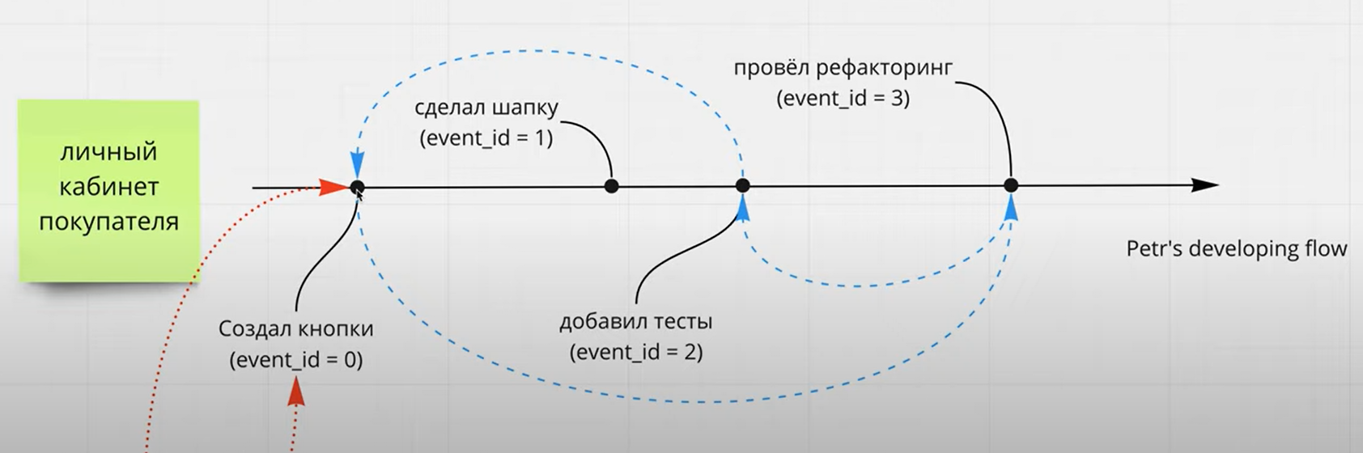 личный
кабинет
покупателя
сделал шапку
(event_id = 1)
провёл рефакторинг
(event_id = 3)
Создал кнопки
(event_id = 0)
добавил тесты
(event_id = 2)
Petr's developing flow